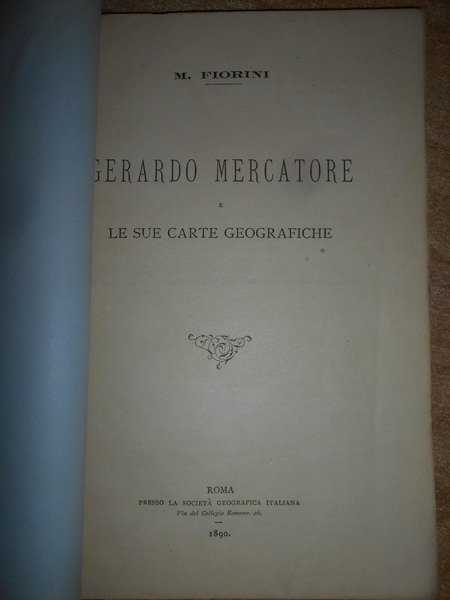 M. FIORINI
GERARDO MERCATORE
E
LE SUE CARTE GEOGRAFICHE
ROMA
PRESSO LA SOCIETÀ GEOGRAFICA ITALIANA
Via del Collegio Romano, 26.
1890.